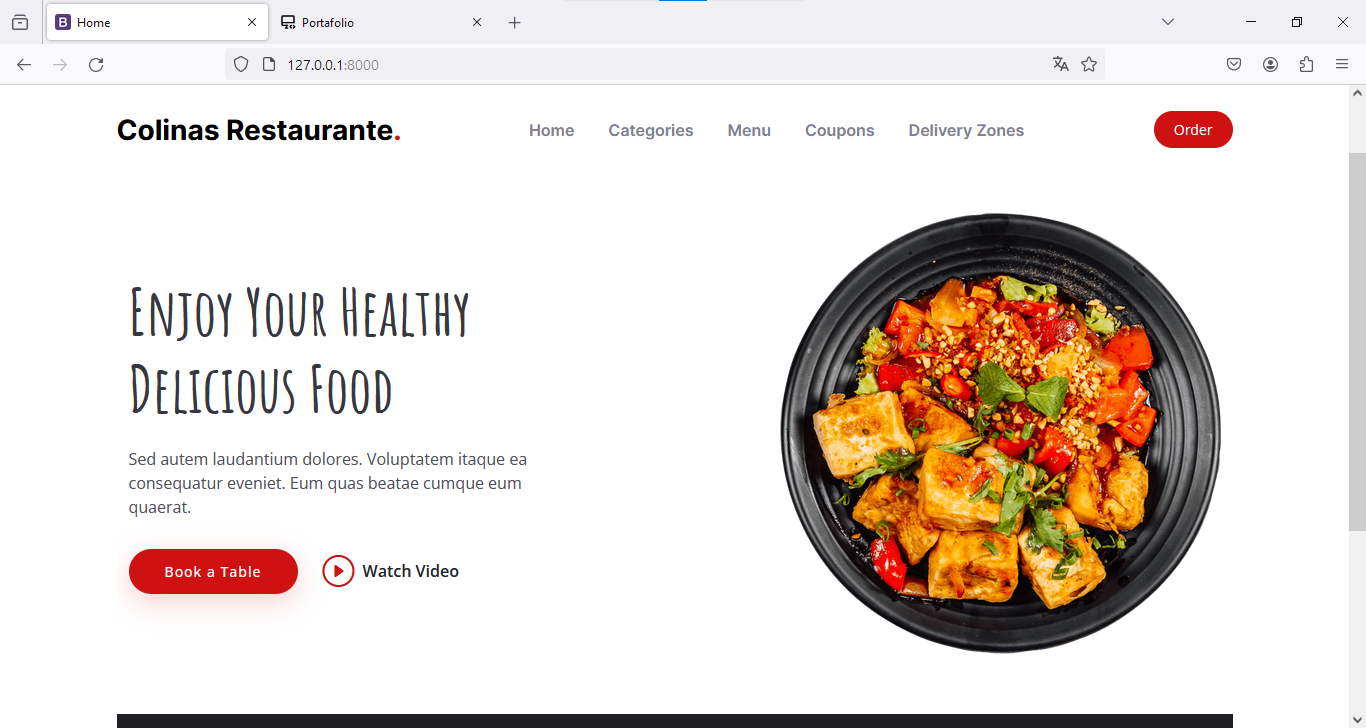 Home
Portafolio
127.0.0.1:8000
Colinas Restaurante.
Home
Categories
Menu
Coupons
Delivery Zones
Order
Enjoy Your Healthy
Delicious Food
Sed autem laudantium dolores. Voluptatem itaque ea
consequatur eveniet. Eum quas beatae cumque eum
quaerat.
Book a Table
Watch Video